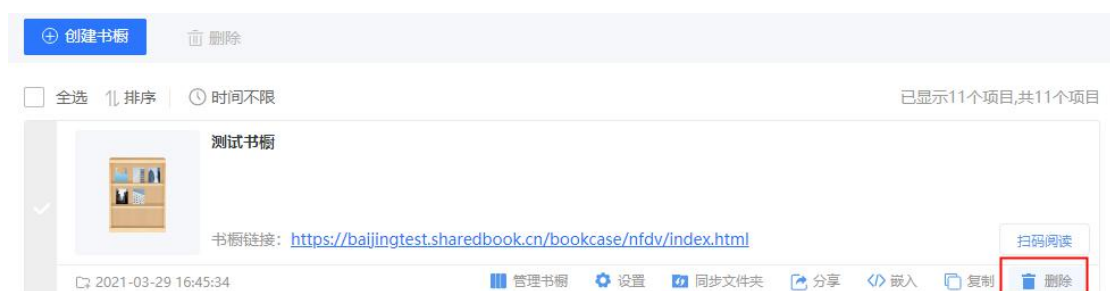 创建书橱 删除
全选 排序 时间不限 已显示11个项目,共11个项目
测试书橱
书橱链接: https://baijingtest.sharedbook.cn/bookcase/nfdv/index.html 扫码阅读
2021-03-29 16:45:34 管理书橱 设置 同步文件夹 分享 嵌入 复制 删除